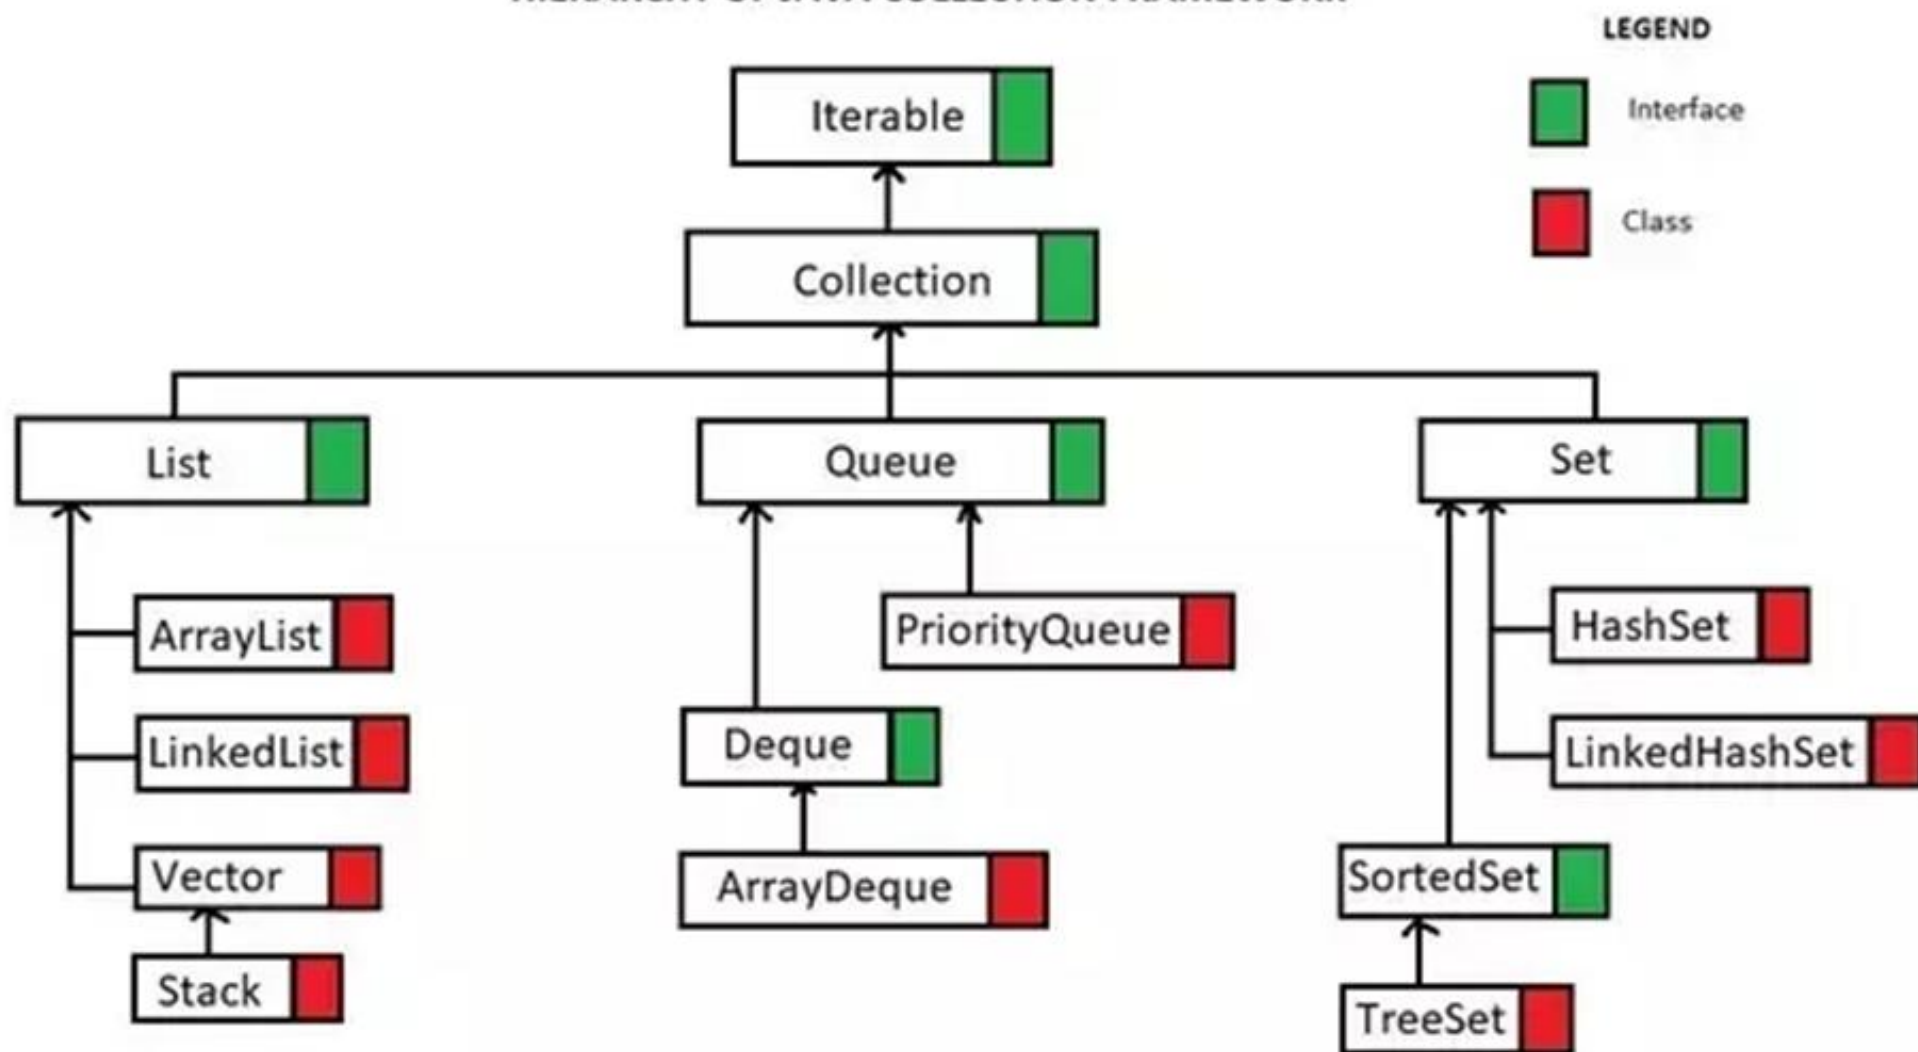 LEGEND
Interface
Class
Iterable
Collection
List
Queue
Set
ArrayList
PriorityQueue
HashSet
LinkedList
Deque
LinkedHashSet
Vector
ArrayDeque
SortedSet
Stack
TreeSet